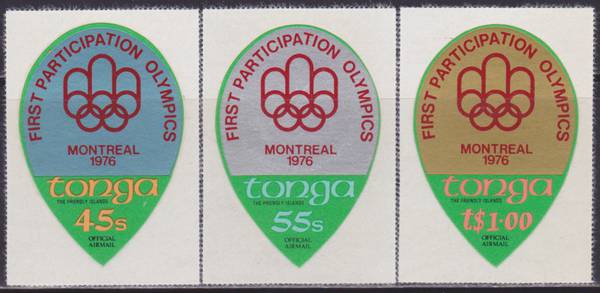 FIRST PARTICIPATION OLYMPICS
MONTREAL
1976
tonga
THE FRIENDLY ISLANDS
45s
OFFICIAL
AIRMAIL
FIRST PARTICIPATION OLYMPICS
MONTREAL
1976
tonga
THE FRIENDLY ISLANDS
55s
OFFICIAL
AIRMAIL
FIRST PARTICIPATION OLYMPICS
MONTREAL
1976
tonga
THE FRIENDLY ISLANDS
t$1·00
OFFICIAL
AIRMAIL